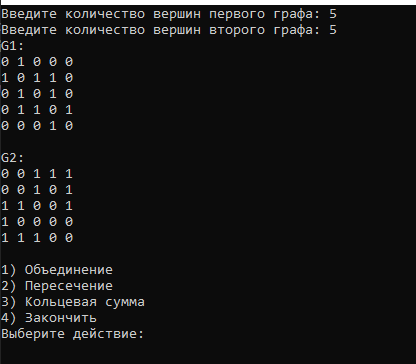 Введите количество вершин первого графа: 5
Введите количество вершин второго графа: 5
G1:
0 1 0 0 0
1 0 1 1 0
0 1 0 1 0
0 1 1 0 1
0 0 0 1 0
G2:
0 0 1 1 1
0 0 1 0 1
1 1 0 0 1
1 0 0 0 0
1 1 1 0 0
1) Объединение
2) Пересечение
3) Кольцевая сумма
4) Закончить
Выберите действие: